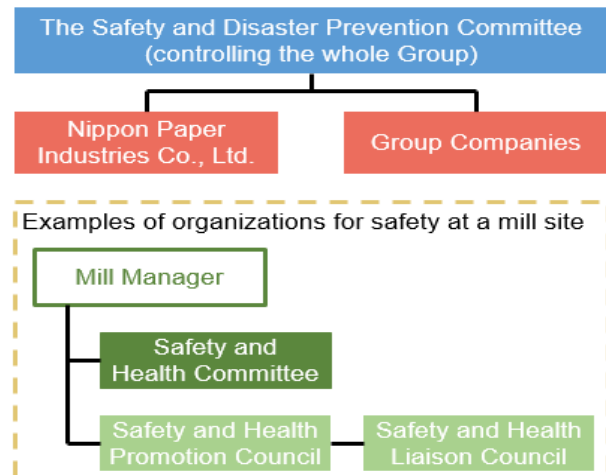 The Safety and Disaster Prevention Committee
(controlling the whole Group)
Nippon Paper
Industries Co., Ltd.
Group Companies
Examples of organizations for safety at a mill site
Mill Manager
Safety and
Health Committee
Safety and Health
Promotion Council
Safety and Health
Liaison Council